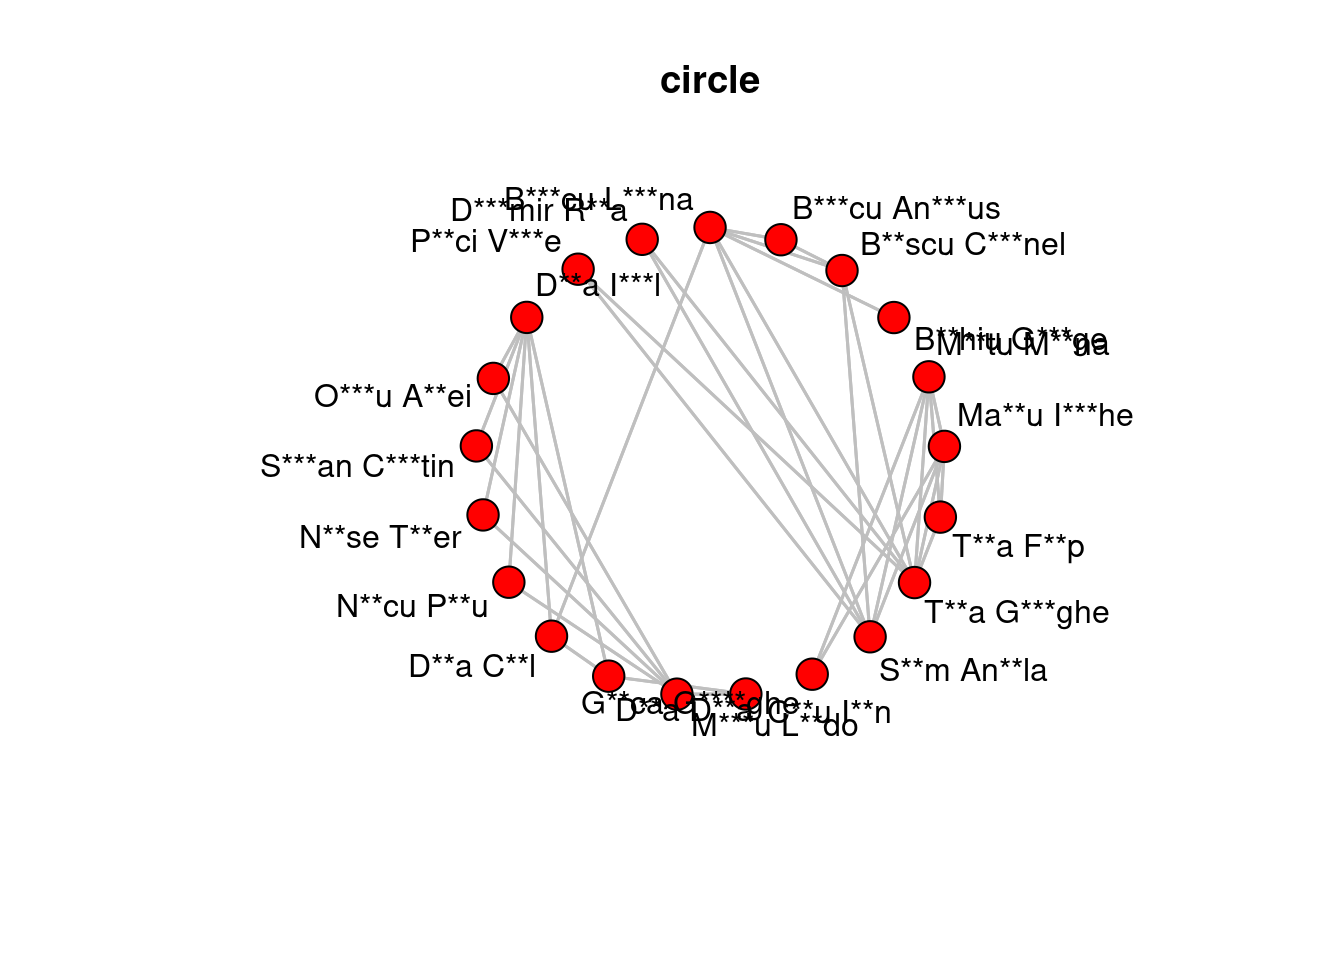 circle
B***cu L***na
D***mir R**a
B***cu An***us
P**ci V***e
B**scu C***nel
D**a I***l
B**hiu G***ge
M**tu M**na
O***u A**ei
Ma**u I***he
S***an C***tin
N**se T**er
T**a F**p
N**cu P**u
T**a G***ghe
D**a C**l
S**m An**la
G**ca G***ghe
D**a D**a
C**u I**n
M***u L**do